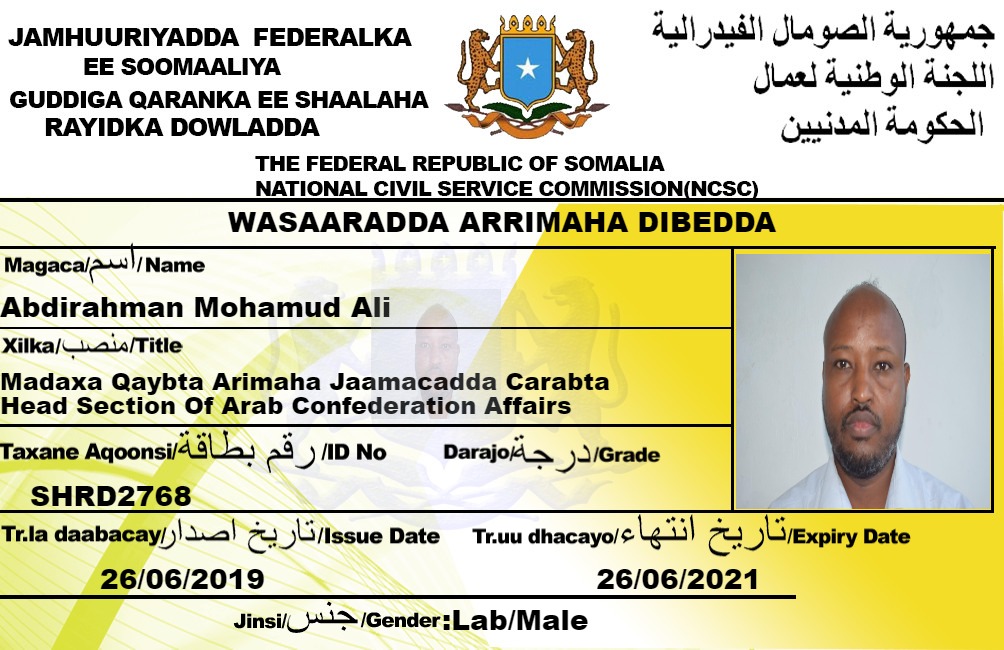 JAMHUURIYADDA FEDERALKA
EE SOOMAALIYA
GUDDIGA QARANKA EE SHAALAHA
RAYIDKA DOWLADDA
جمهورية الصومال الفيدرالية
اللجنة الوطنية لعمال
الحكومة المدنيين
THE FEDERAL REPUBLIC OF SOMALIA
NATIONAL CIVIL SERVICE COMMISSION(NCSC)
WASAARADDA ARRIMAHA DIBEDDA
Magaca/اسم/Name
Abdirahman Mohamud Ali
Xilka/منصب/Title
Madaxa Qaybta Arimaha Jaamacadda Carabta
Head Section Of Arab Confederation Affairs
Taxane Aqoonsi/رقم بطاقة/ID No Darajo/درجة/Grade
SHRD2768
Tr.la daabacay/تاريخ اصدار/Issue Date Tr.uu dhacayo/تاريخ انتهاء/Expiry Date
26/06/2019 26/06/2021
Jinsi/جنس/Gender:Lab/Male